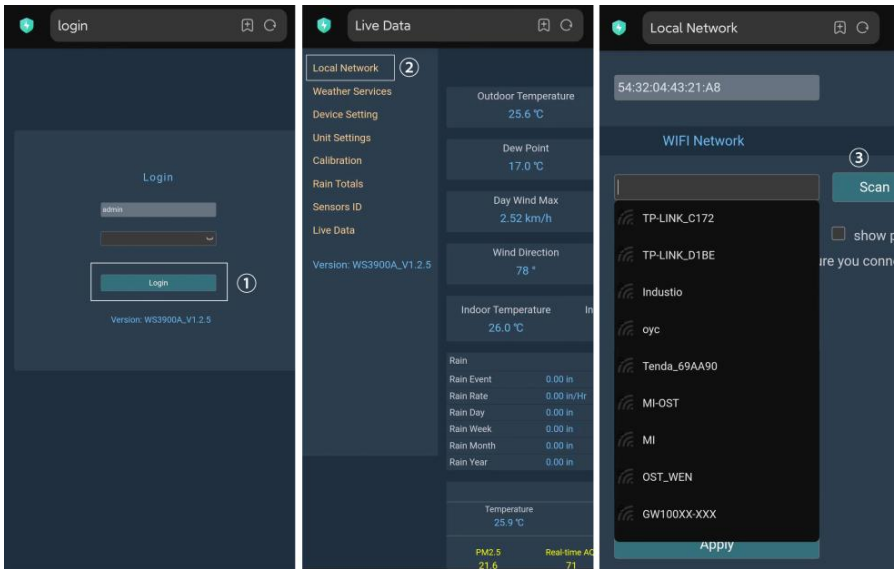 login
Login
admin
Login
①
Version: WS3900A_V1.2.5
Live Data
Local Network
②
Weather Services
Device Setting
Unit Settings
Calibration
Rain Totals
Sensors ID
Live Data
Version: WS3900A_V1.2.5
Outdoor Temperature
25.6 ℃
Dew Point
17.0 ℃
Day Wind Max
2.52 km/h
Wind Direction
78 °
Indoor Temperature In
26.0 ℃
Rain
Rain Event 0.00 in
Rain Rate 0.00 in/Hr
Rain Day 0.00 in
Rain Week 0.00 in
Rain Month 0.00 in
Rain Year 0.00 in
Temperature
25.9 ℃
PM2.5 Real-time AQ
21.6 71
Local Network
54:32:04:43:21:A8
WIFI Network
③
Scan
TP-LINK_C172
show p
TP-LINK_D1BE
ure you conn
Industio
oyc
Tenda_69AA90
MI-OST
MI
OST_WEN
GW100XX-XXX
Apply